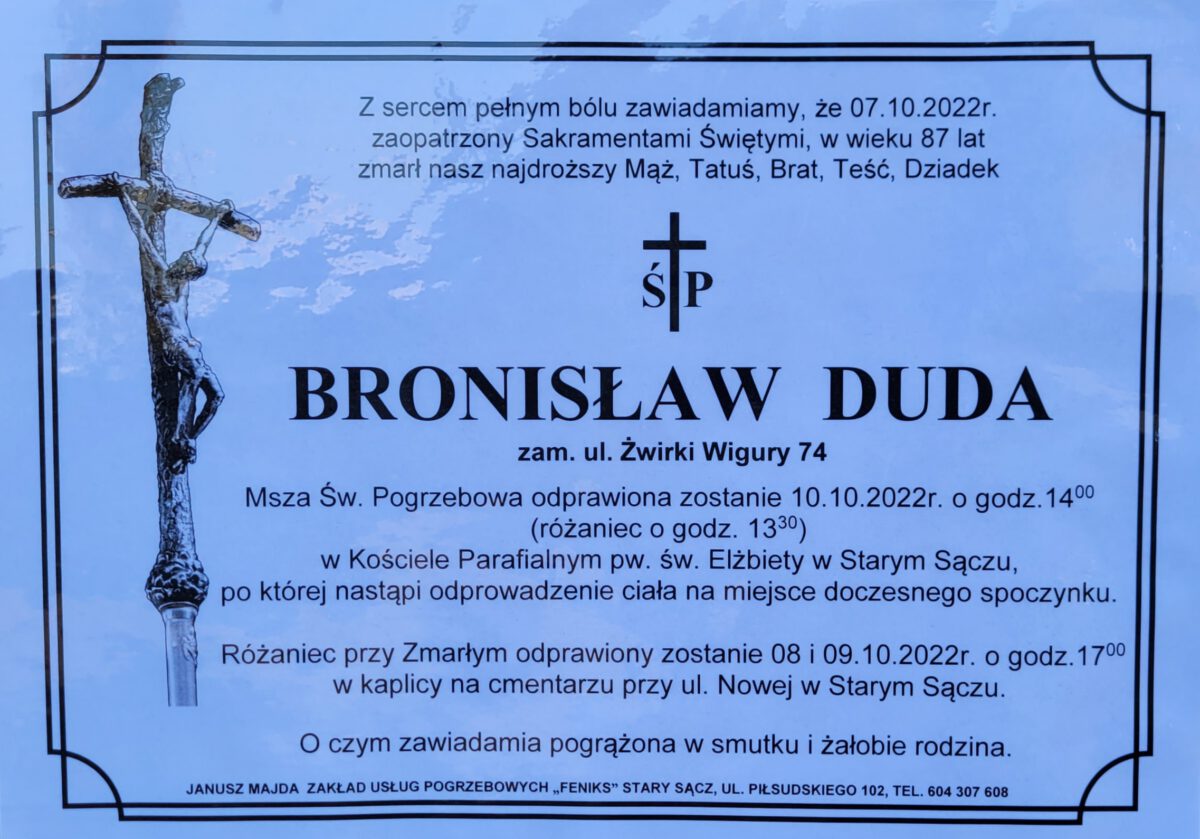 Z sercem pełnym bólu zawiadamiamy, że 07.10.2022r.
zaopatrzony Sakramentami Świętymi, w wieku 87 lat
zmarł nasz najdroższy Mąż, Tatuś, Brat, Teść, Dziadek
Ś P
BRONISŁAW DUDA
zam. ul. Żwirki Wigury 74
Msza Św. Pogrzebowa odprawiona zostanie 10.10.2022r. o godz.14⁰⁰
(różaniec o godz. 13³⁰)
w Kościele Parafialnym pw. św. Elżbiety w Starym Sączu,
po której nastąpi odprowadzenie ciała na miejsce doczesnego spoczynku.
Różaniec przy Zmarłym odprawiony zostanie 08 i 09.10.2022r. o godz.17⁰⁰
w kaplicy na cmentarzu przy ul. Nowej w Starym Sączu.
O czym zawiadamia pogrążona w smutku i żałobie rodzina.
JANUSZ MAJDA ZAKŁAD USŁUG POGRZEBOWYCH „FENIKS” STARY SĄCZ, UL. PIŁSUDSKIEGO 102, TEL. 604 307 608